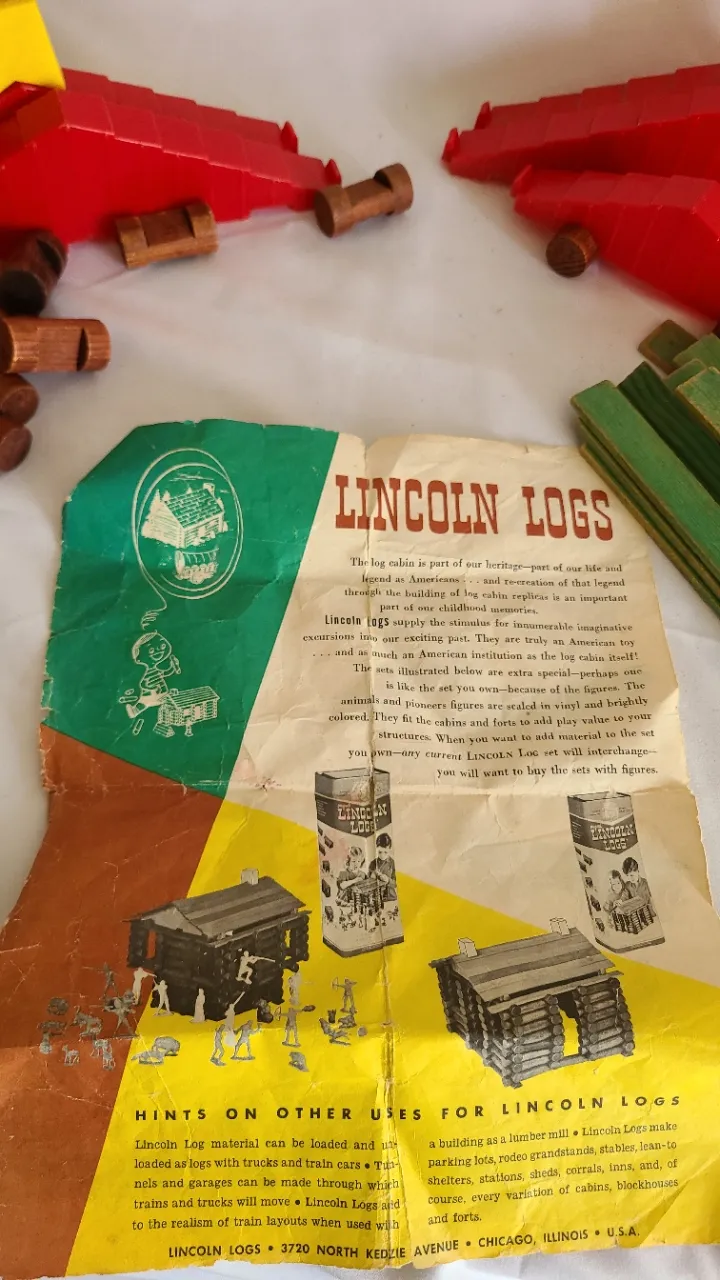 LINCOLN LOGS
The log cabin is part of our heritage—part of our life and
legend as Americans . . . and re-creation of that legend
through the building of log cabin replicas is an important
part of our childhood memories.
Lincoln Logs supply the stimulus for innumerable imaginative
excursions into our exciting past. They are truly an American toy
. . . and as much an American institution as the log cabin itself!
The sets illustrated below are extra special—perhaps one
is like the set you own—because of the figures. The
animals and pioneers figures are scaled in vinyl and brightly
colored. They fit the cabins and forts to add play value to your
structures. When you want to add material to the set
you own—any current LINCOLN LOG set will interchange—
you will want to buy the sets with figures.
LINCOLN
LOGS
LINCOLN
LOGS
HINTS ON OTHER USES FOR LINCOLN LOGS
Lincoln Log material can be loaded and un-
loaded as logs with trucks and train cars • Tun-
nels and garages can be made through which
trains and trucks will move • Lincoln Logs add
to the realism of train layouts when used with
a building as a lumber mill • Lincoln Logs make
parking lots, rodeo grandstands, stables, lean-to
shelters, stations, sheds, corrals, inns, and, of
course, every variation of cabins, blockhouses
and forts.
LINCOLN LOGS • 3720 NORTH KEDZIE AVENUE • CHICAGO, ILLINOIS • U.S.A.